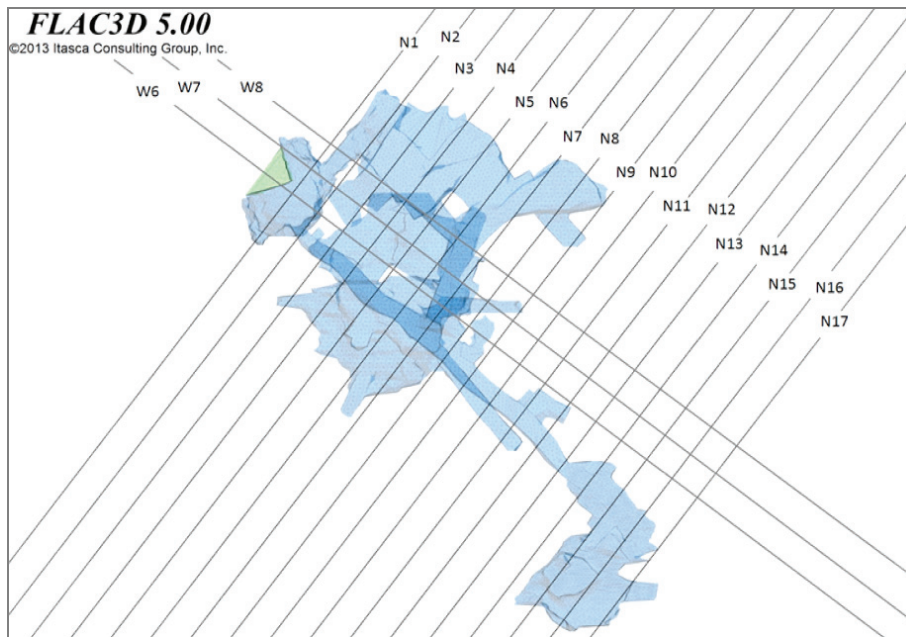 FLAC3D 5.00
©2013 Itasca Consulting Group, Inc.
N1
N2
W6
W7
W8
N3
N4
N5
N6
N7
N8
N9
N10
N11
N12
N13
N14
N15
N16
N17